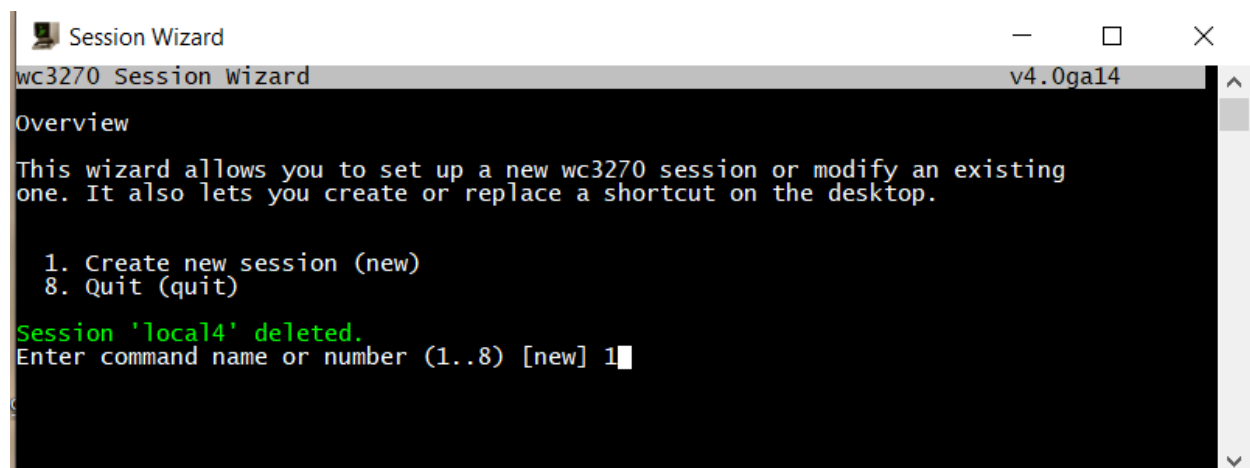 Session Wizard
wc3270 Session Wizard v4.0ga14
Overview
This wizard allows you to set up a new wc3270 session or modify an existing
one. It also lets you create or replace a shortcut on the desktop.
1. Create new session (new)
8. Quit (quit)
Session 'local4' deleted.
Enter command name or number (1..8) [new] 1